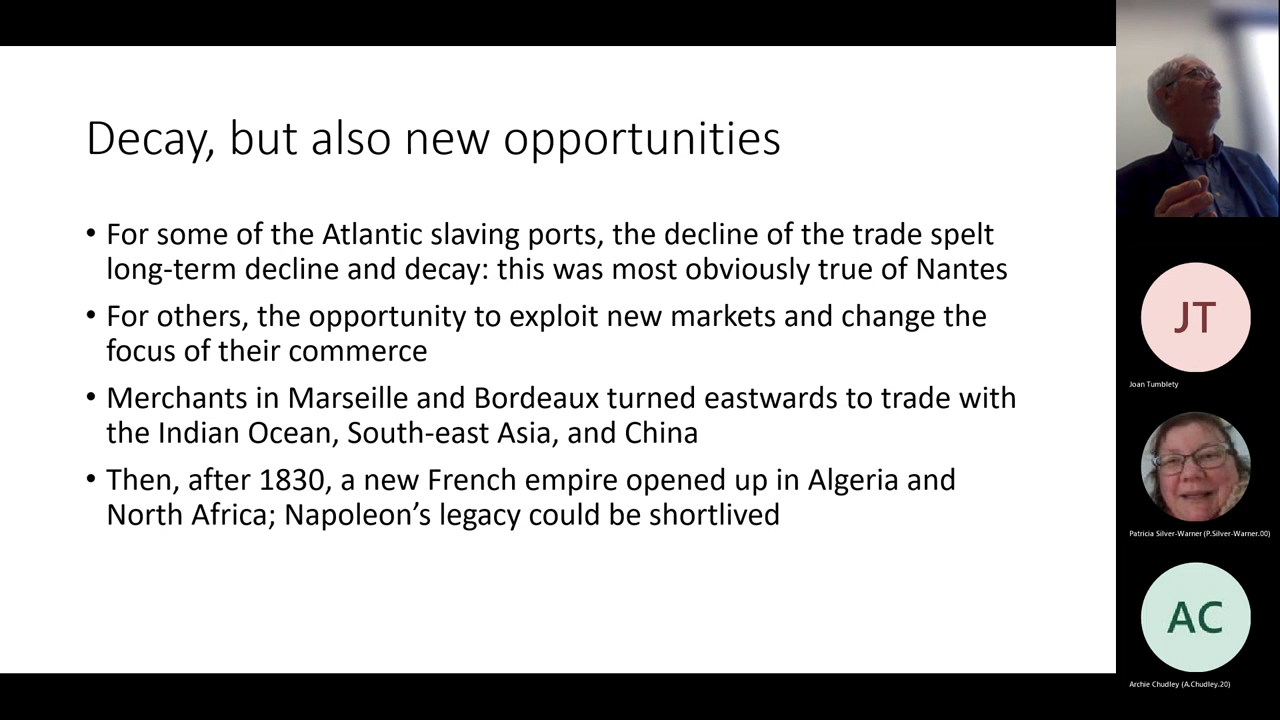 Decay, but also new opportunities
• For some of the Atlantic slaving ports, the decline of the trade spelt
long-term decline and decay: this was most obviously true of Nantes
• For others, the opportunity to exploit new markets and change the
focus of their commerce
• Merchants in Marseille and Bordeaux turned eastwards to trade with
the Indian Ocean, South-east Asia, and China
• Then, after 1830, a new French empire opened up in Algeria and
North Africa; Napoleon’s legacy could be shortlived
JT
Joan Tumblety
Patricia Silver-Warner (P.Silver-Warner.00)
AC
Archie Chudley (A.Chudley.20)